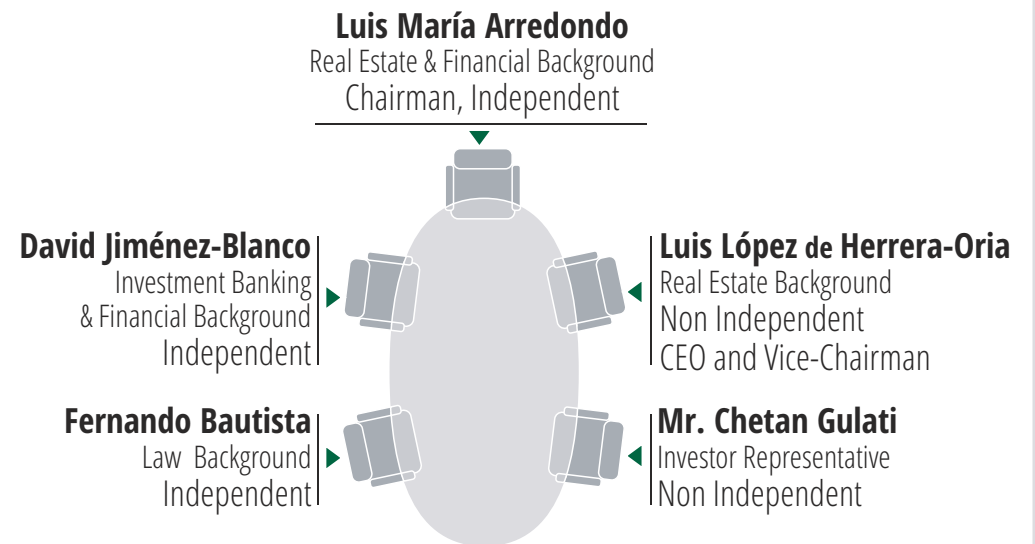 Luis María Arredondo
Real Estate & Financial Background
Chairman, Independent
David Jiménez-Blanco
Investment Banking
& Financial Background
Independent
Luis López de Herrera-Oria
Real Estate Background
Non Independent
CEO and Vice-Chairman
Fernando Bautista
Law Background
Independent
Mr. Chetan Gulati
Investor Representative
Non Independent